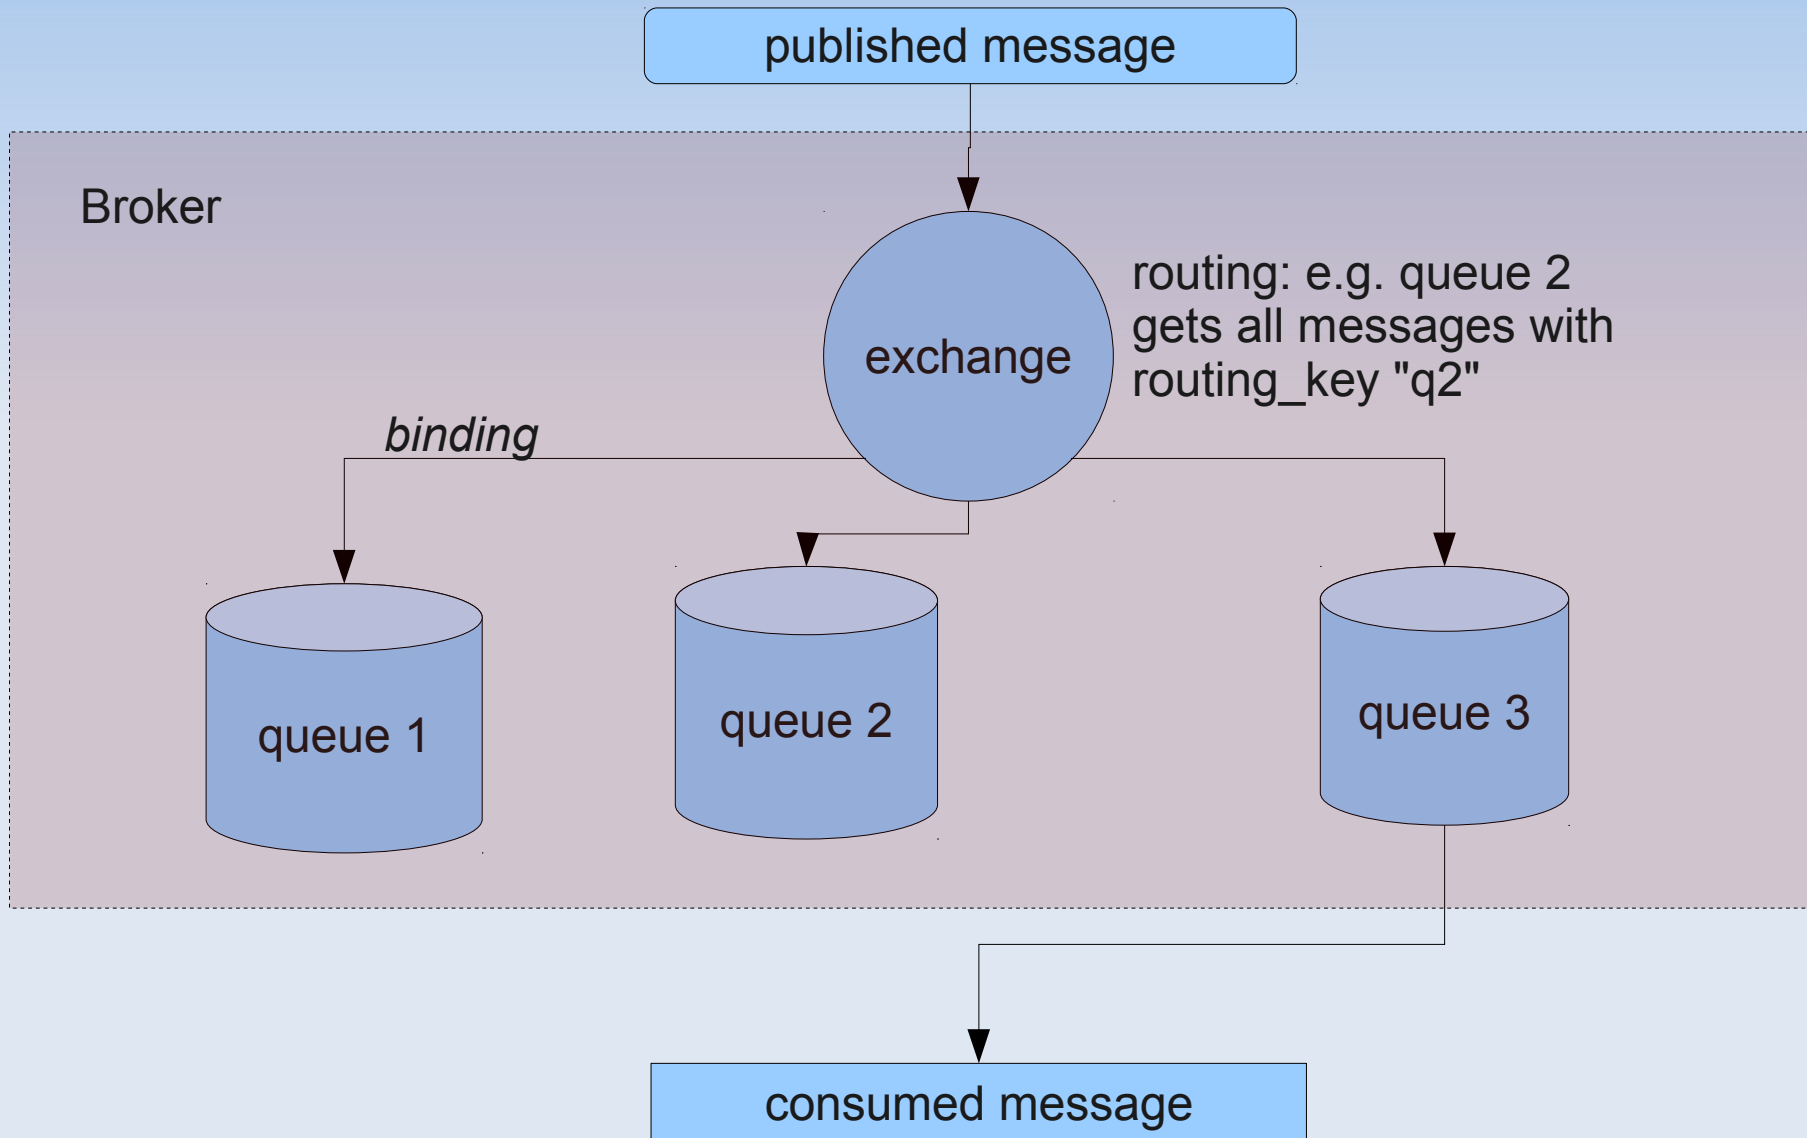 published message
Broker
routing: e.g. queue 2
gets all messages with
routing_key "q2"
exchange
binding
queue 1
queue 2
queue 3
consumed message